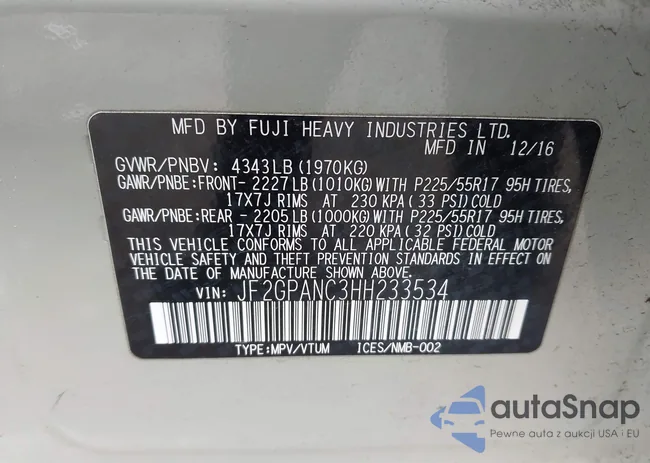 MFD BY FUJI HEAVY INDUSTRIES LTD.
MFD IN 12/16
GVWR/PNBV: 4343LB (1970KG)
GAWR/PNBE:FRONT- 2227LB (1010KG)WITH P225/55R17 95H TIRES,
17X7J RIMS AT 230 KPA ( 33 PSI) COLD
GAWR/PNBE:REAR - 2205LB (1000KG)WITH P225/55R17 95H TIRES,
17X7J RIMS AT 220 KPA ( 32 PSI) COLD
THIS VEHICLE CONFORMS TO ALL APPLICABLE FEDERAL MOTOR
VEHICLE SAFETY AND THEFT PREVENTION STANDARDS IN EFFECT ON
THE DATE OF MANUFACTURE SHOWN ABOVE.
VIN: JF2GPANC3HH233534
TYPE:MPV/VTUM ICES/NMB-002
autaSnap
Pewne auta z aukcji USA i EU